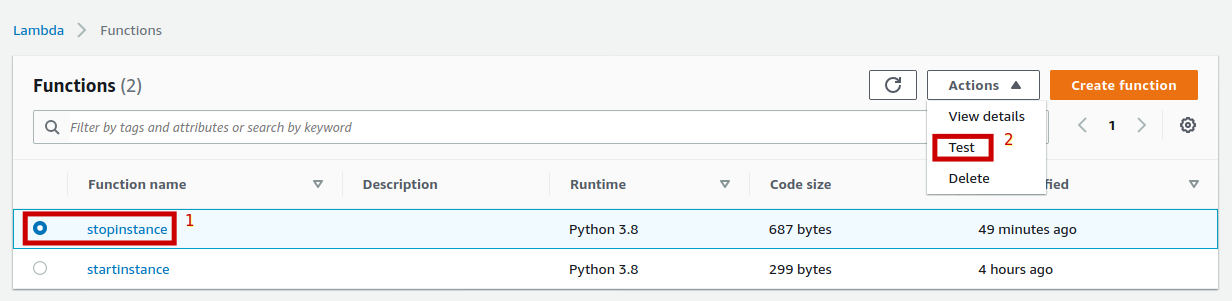 Lambda > Functions
Functions (2)
Actions ▲
Create function
Filter by tags and attributes or search by keyword
View details
1
Test
2
Delete
Function name
Description
Runtime
Code size
stopinstance
1
Python 3.8
687 bytes
49 minutes ago
startinstance
Python 3.8
299 bytes
4 hours ago